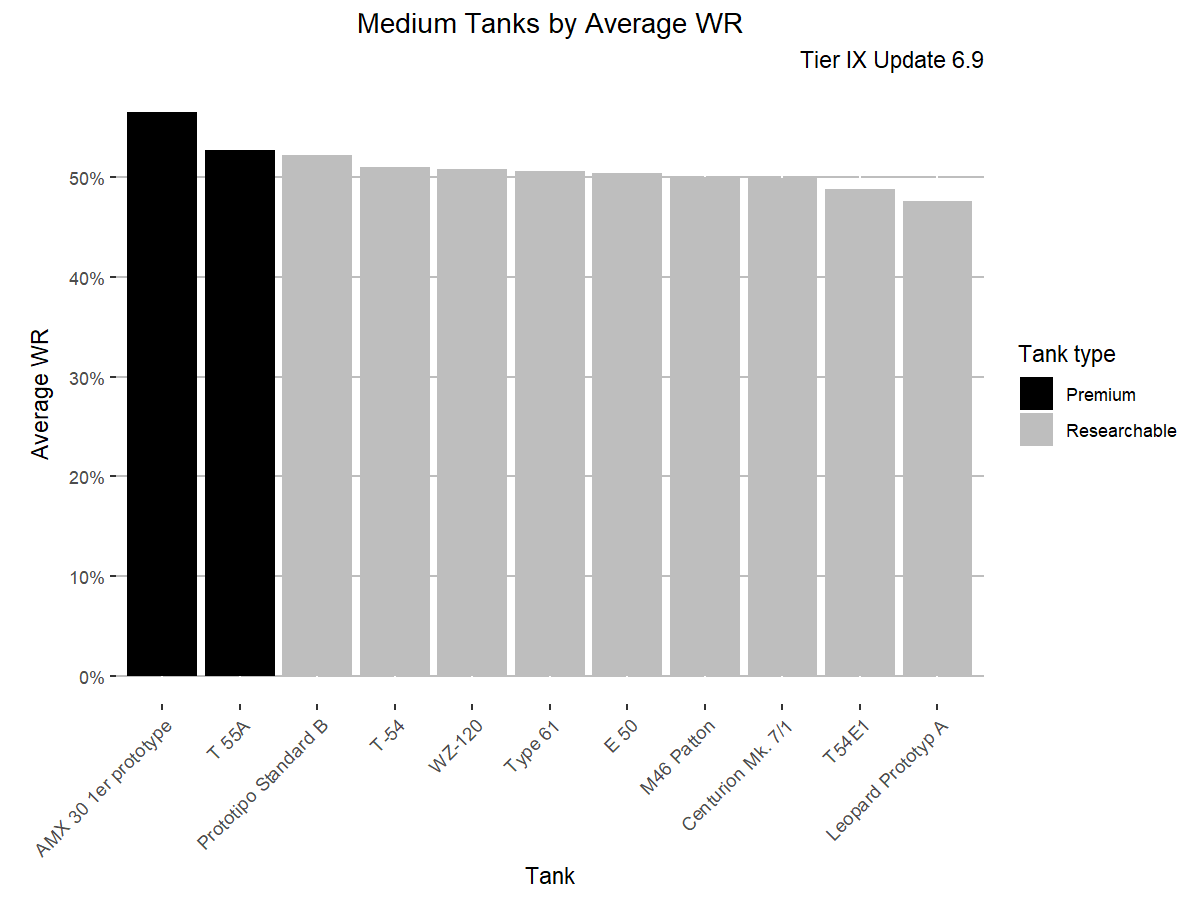 Medium Tanks by Average WR
Tier IX Update 6.9
Average WR
50%
40%
30%
20%
10%
0%
AMX 30 1er prototype
T 55A
Prototipo Standard B
T-54
WZ-120
Type 61
E 50
M46 Patton
Centurion Mk. 7/1
T54E1
Leopard Prototyp A
Tank
Tank type
Premium
Researchable